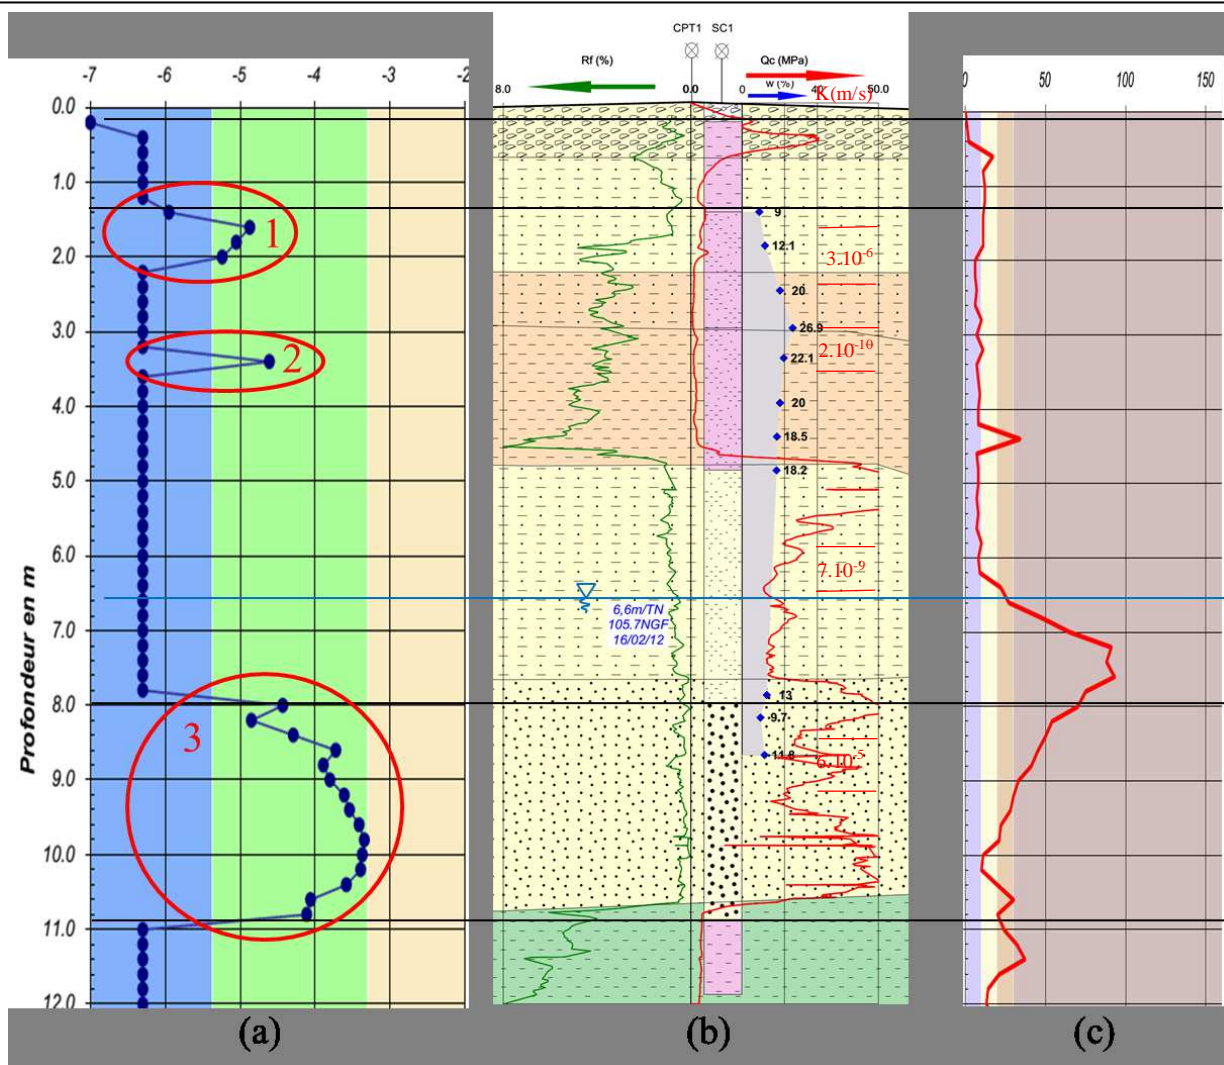 -7 -6 -5 -4 -3 -2
0.0
1.0
2.0
3.0
4.0
5.0
6.0
7.0
8.0
9.0
10.0
11.0
12.0
Profondeur en m
1
2
3
(a)
CPT1 SC1
Rf (%) Qc (MPa)
w (%) K(m/s)
8.0 0.0 0 40 50.0
9
12.1
3.10-6
20
26.9
2.10-10
22.1
20
18.5
18.2
7.10-9
6,6m/TN
105.7NGF
16/02/12
13
9.7
11.8
6.10-5
(b)
0 50 100 150
(c)